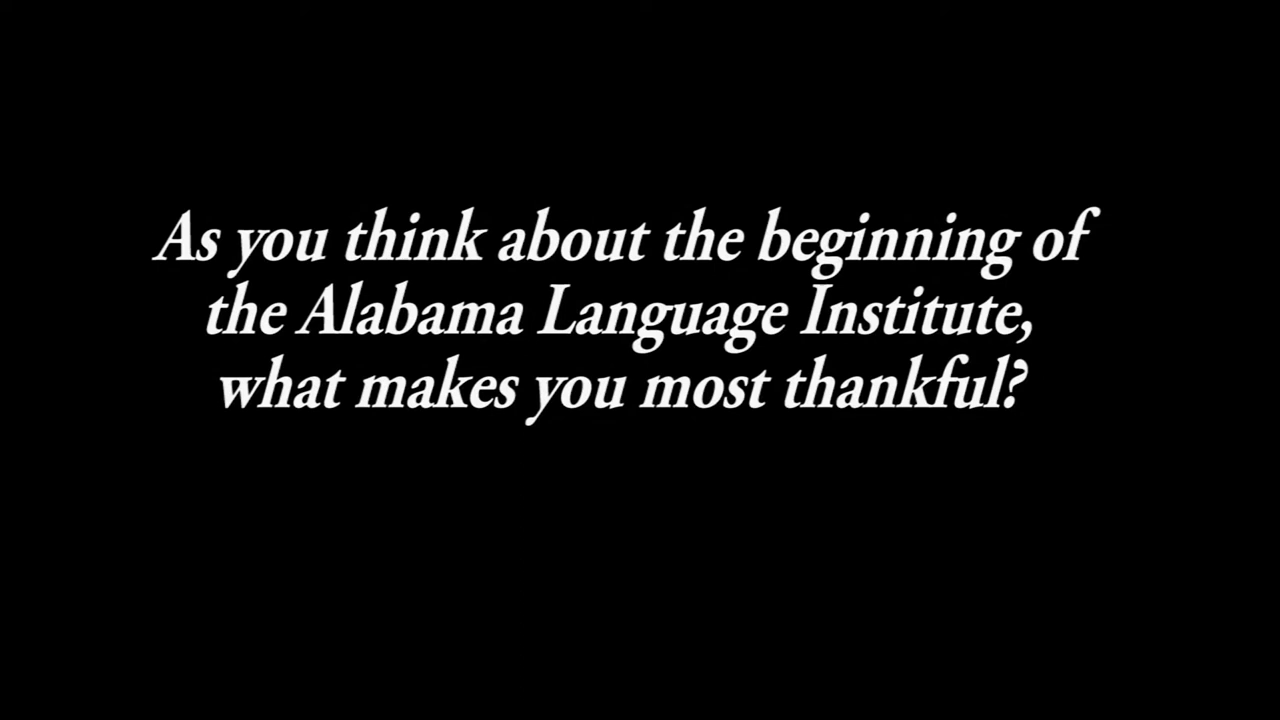 As you think about the beginning of
the Alabama Language Institute,
what makes you most thankful?